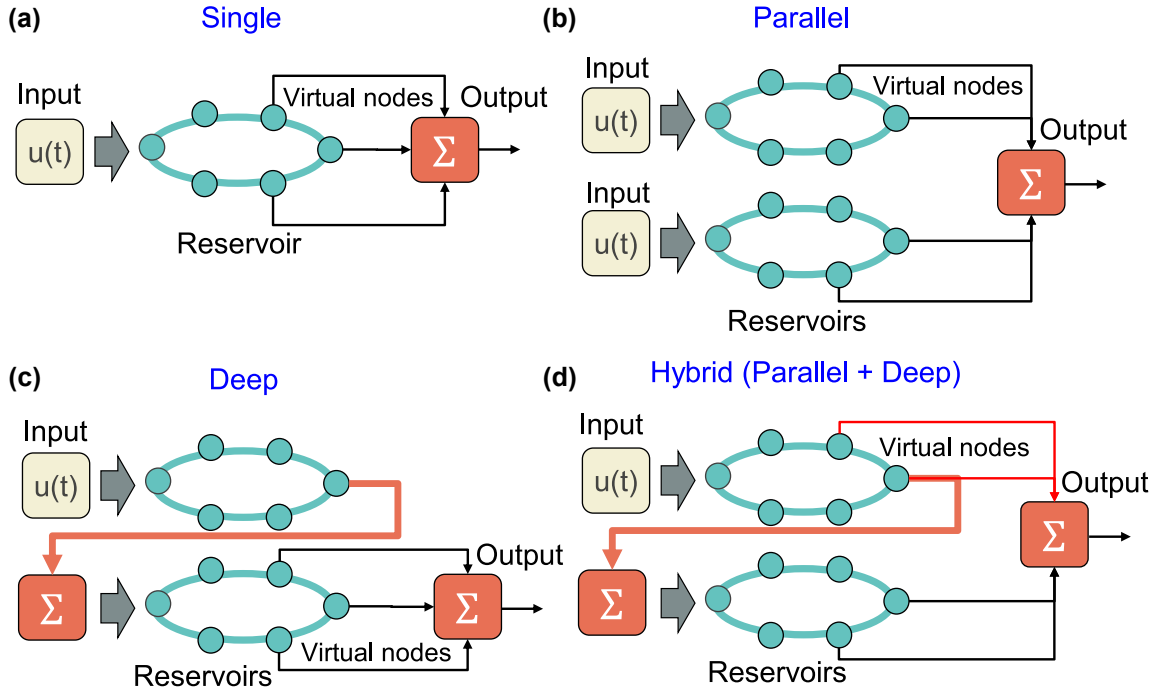 (a)
Single
Input
u(t)
Virtual nodes
Output
Σ
Reservoir
(b)
Parallel
Input
u(t)
Virtual nodes
Output
Σ
Input
u(t)
Reservoirs
(c)
Deep
Input
u(t)
Σ
Output
Σ
Virtual nodes
Reservoirs
(d)
Hybrid (Parallel + Deep)
Input
u(t)
Virtual nodes
Output
Σ
Σ
Reservoirs